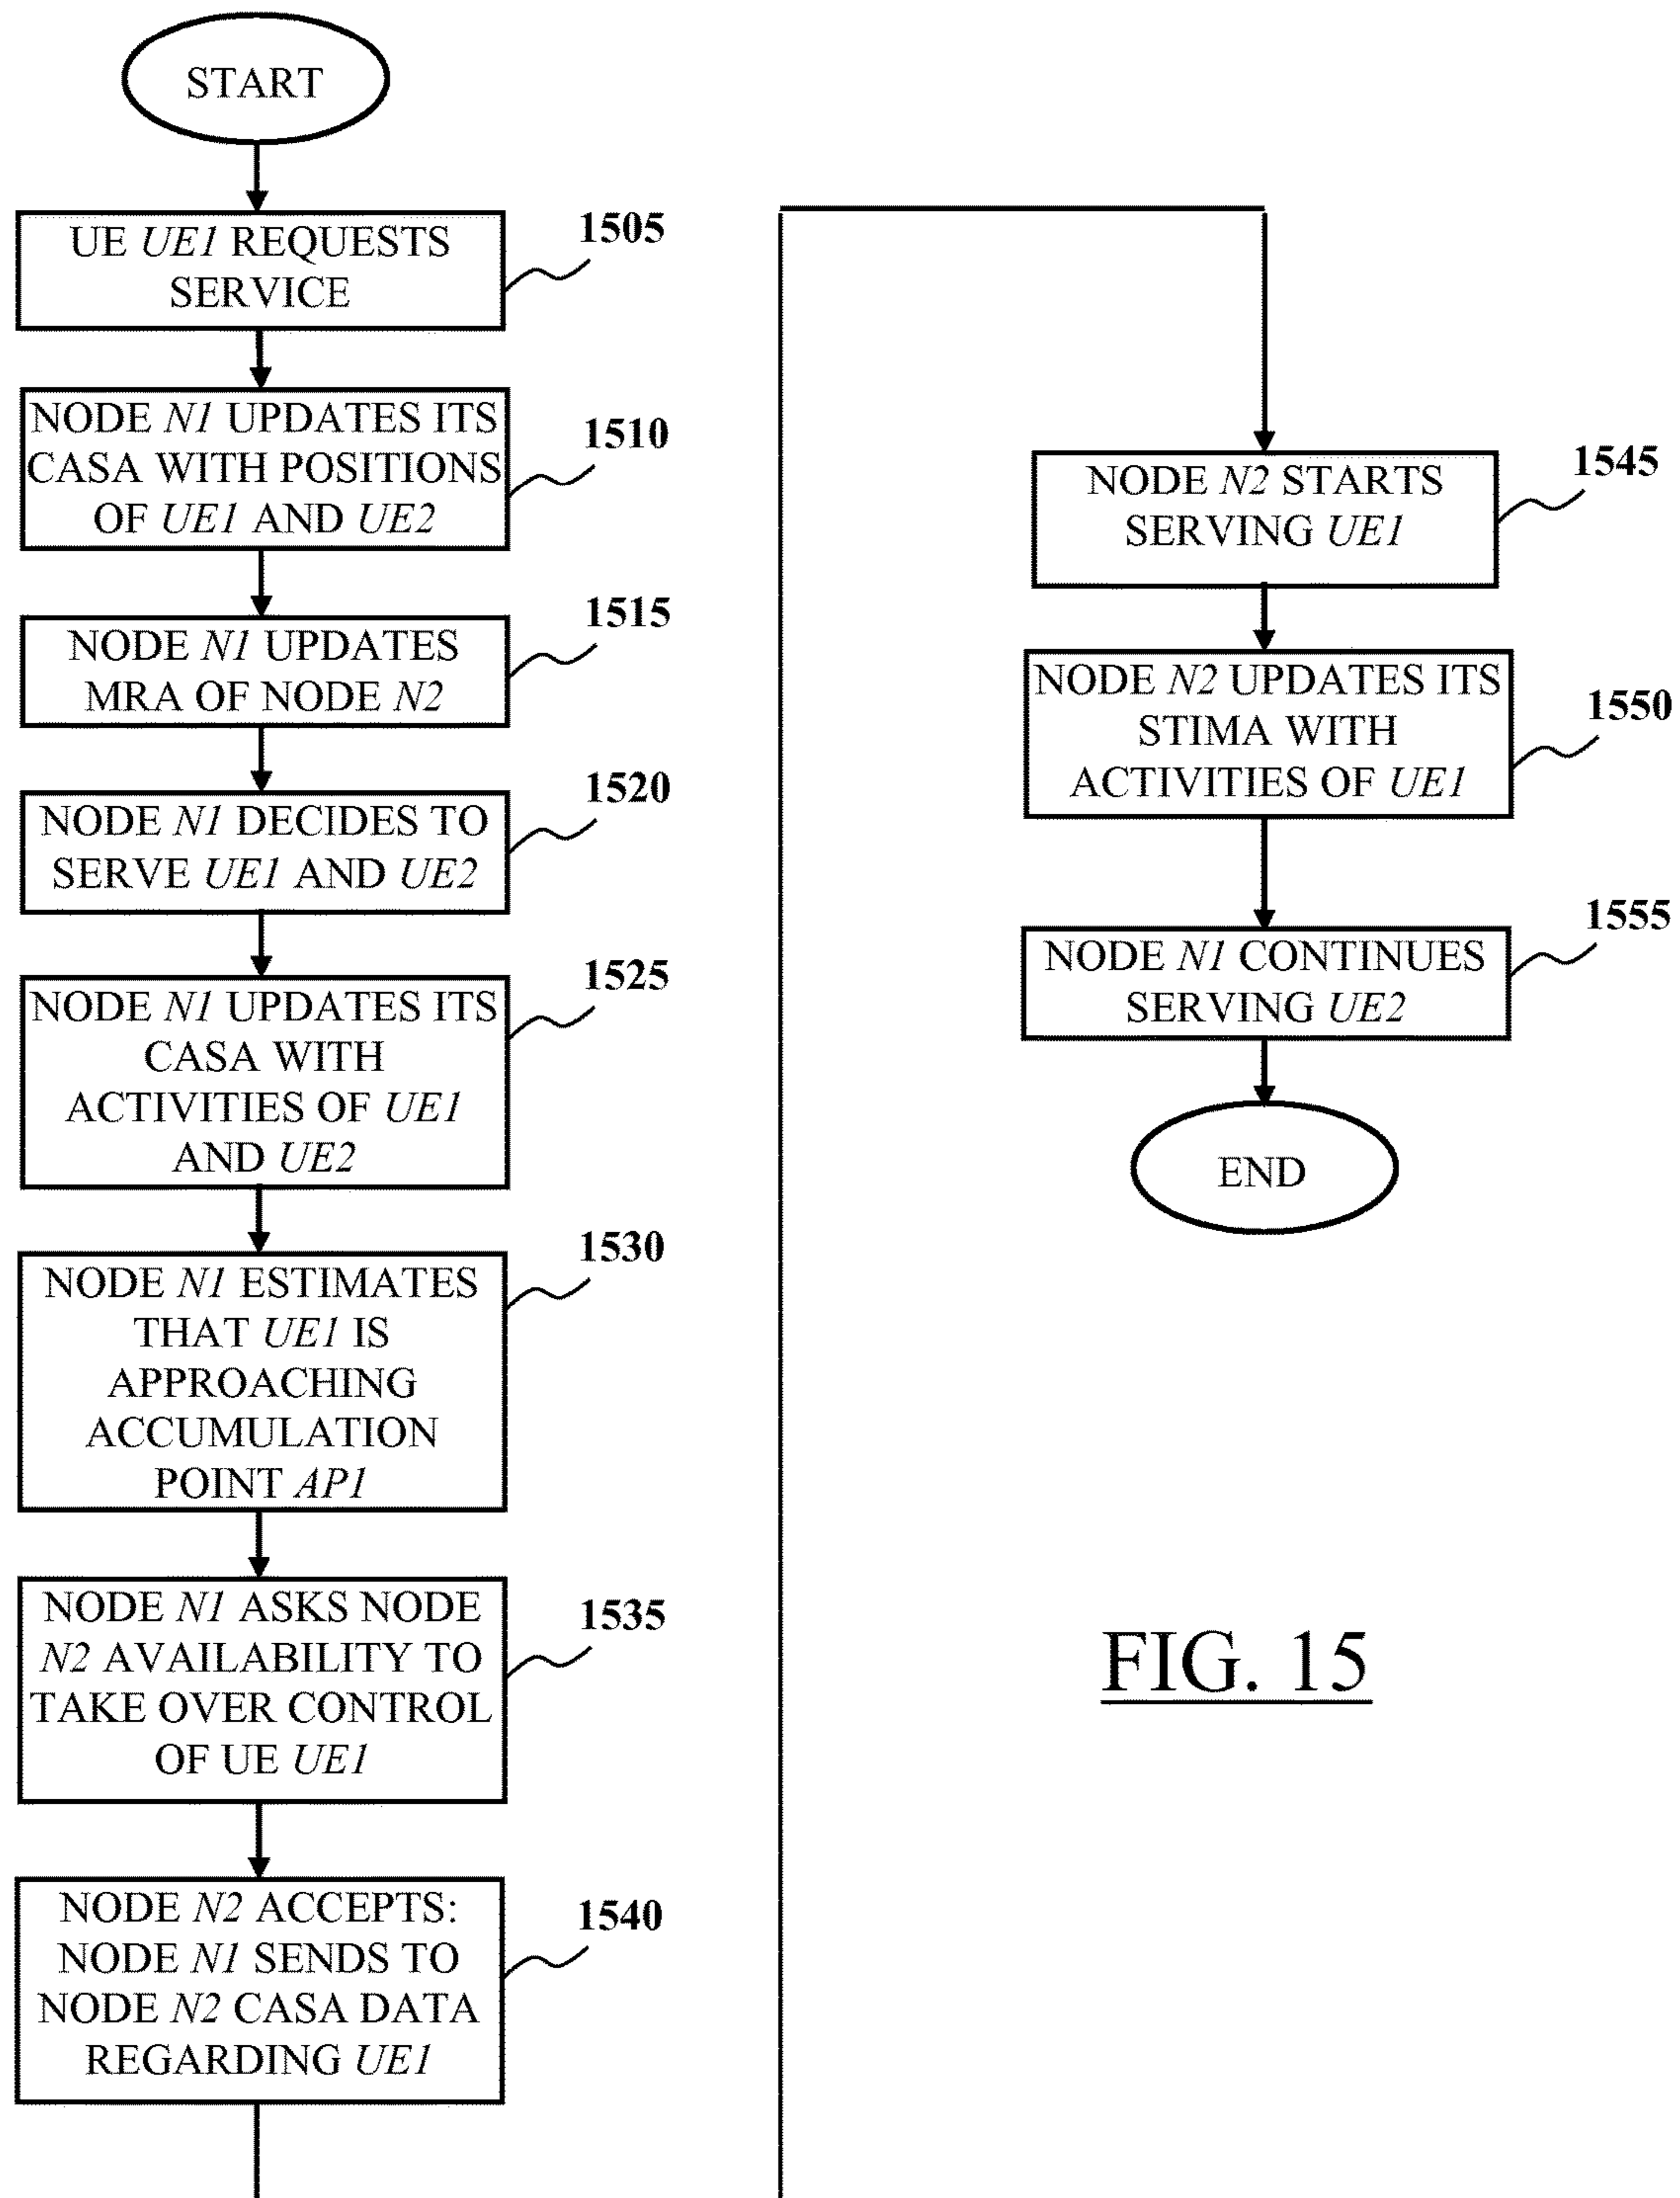 START
UE UE1 REQUESTS
SERVICE
1505
NODE N1 UPDATES ITS
CASA WITH POSITIONS
OF UE1 AND UE2
1510
NODE N1 UPDATES
MRA OF NODE N2
1515
NODE N1 DECIDES TO
SERVE UE1 AND UE2
1520
NODE N1 UPDATES ITS
CASA WITH
ACTIVITIES OF UE1
AND UE2
1525
NODE N1 ESTIMATES
THAT UE1 IS
APPROACHING
ACCUMULATION
POINT AP1
1530
NODE N1 ASKS NODE
N2 AVAILABILITY TO
TAKE OVER CONTROL
OF UE UE1
1535
NODE N2 ACCEPTS:
NODE N1 SENDS TO
NODE N2 CASA DATA
REGARDING UE1
1540
NODE N2 STARTS
SERVING UE1
1545
NODE N2 UPDATES ITS
STIMA WITH
ACTIVITIES OF UE1
1550
NODE N1 CONTINUES
SERVING UE2
1555
END
FIG. 15